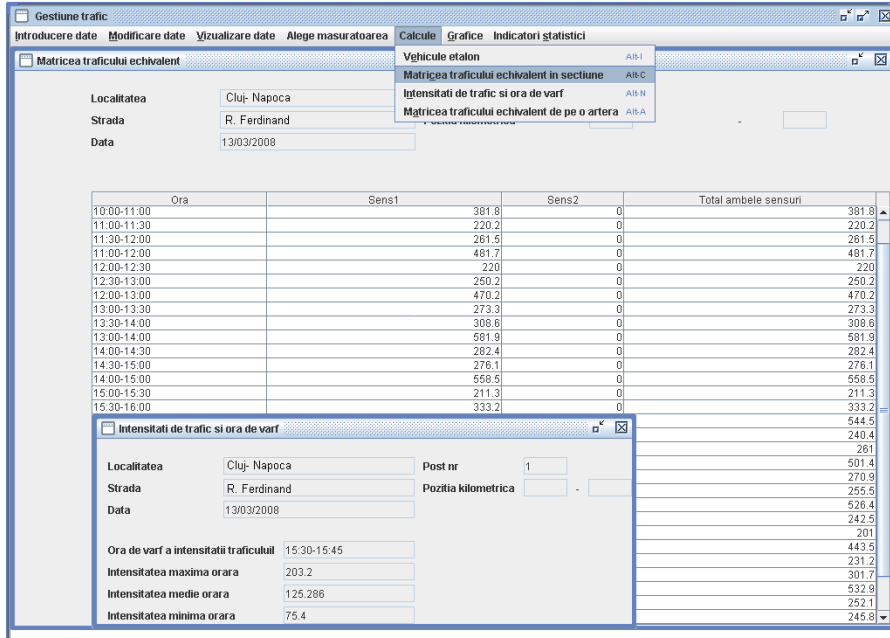 Gestiune trafic
Introducere date Modificare date Vizualizare date Alege masuratoarea Calcule Grafice Indicatori statistici
Vehicule etalon Alt-I
Matricea traficului echivalent in sectiune Alt-C
Intensitati de trafic si ora de varf Alt-N
Matricea traficului echivalent de pe o artera Alt-A
Matricea traficului echivalent
Localitatea Cluj- Napoca
Strada R. Ferdinand Pozitia kilometrica -
Data 13/03/2008
Ora Sens1 Sens2 Total ambele sensuri
10:00-11:00 381.8 0 381.8
11:00-11:30 220.2 0 220.2
11:30-12:00 261.5 0 261.5
11:00-12:00 481.7 0 481.7
12:00-12:30 220 0 220
12:30-13:00 250.2 0 250.2
12:00-13:00 470.2 0 470.2
13:00-13:30 273.3 0 273.3
13:30-14:00 308.6 0 308.6
13:00-14:00 581.9 0 581.9
14:00-14:30 282.4 0 282.4
14:30-15:00 276.1 0 276.1
14:00-15:00 558.5 0 558.5
15:00-15:30 211.3 0 211.3
15:30-16:00 333.2 0 333.2
544.5
240.4
261
501.4
270.9
255.5
526.4
242.5
201
443.5
231.2
301.7
532.9
252.1
245.8
Intensitati de trafic si ora de varf
Localitatea Cluj- Napoca Post nr 1
Strada R. Ferdinand Pozitia kilometrica -
Data 13/03/2008
Ora de varf a intensitatii traficuluil 15:30-15:45
Intensitatea maxima orara 203.2
Intensitatea medie orara 125.286
Intensitatea minima orara 75.4